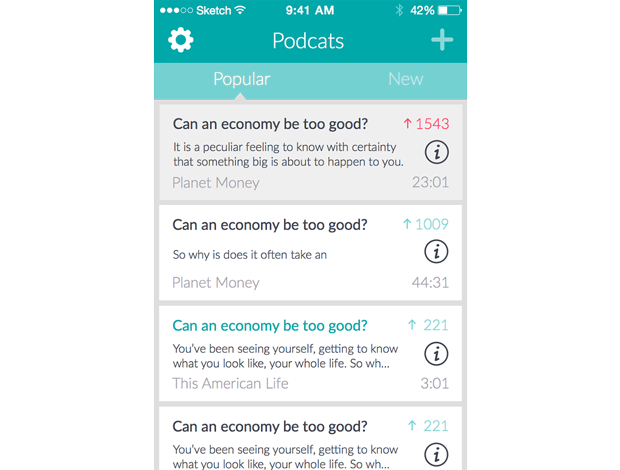 Sketch 9:41 AM 42%
Podcats
Popular New
Can an economy be too good? ↑ 1543
It is a peculiar feeling to know with certainty
that something big is about to happen to you.
Planet Money 23:01
Can an economy be too good? ↑ 1009
So why is does it often take an
Planet Money 44:31
Can an economy be too good? ↑ 221
You've been seeing yourself, getting to know
what you look like, your whole life. So wh...
This American Life 3:01
Can an economy be too good? ↑ 221
You've been seeing yourself, getting to know
what you look like, your whole life. So wh...